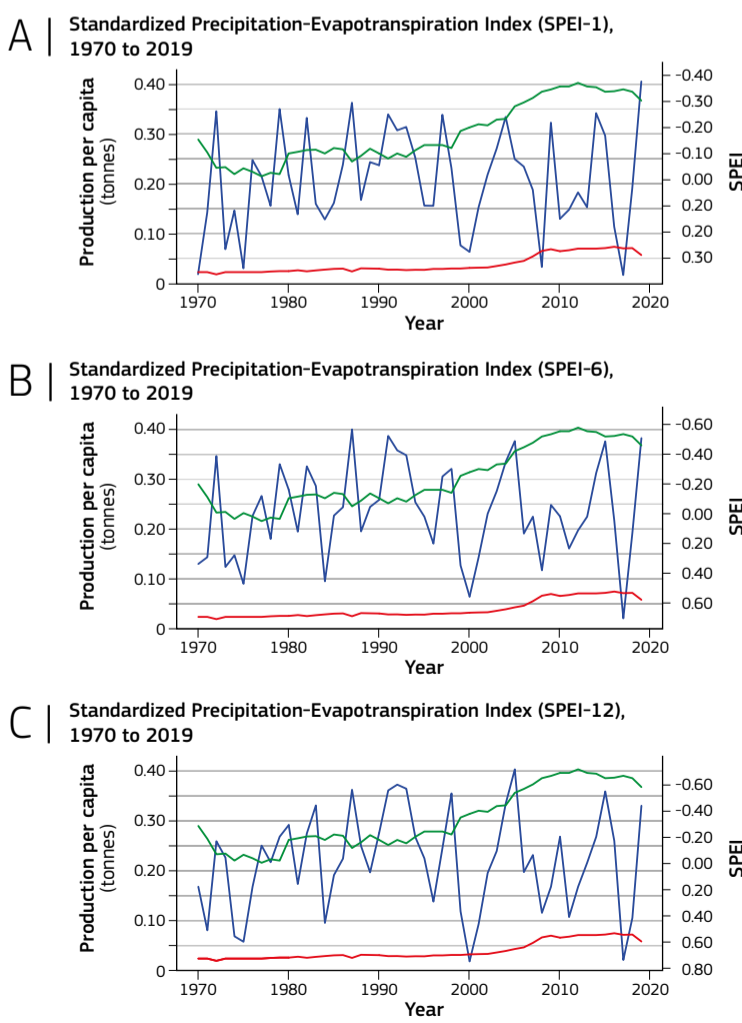 A | Standardized Precipitation-Evapotranspiration Index (SPEI-1),
1970 to 2019
Production per capita
(tonnes)
0.40
0.30
0.20
0.10
0
-0.40
-0.30
-0.20
-0.10
0.00
0.20
0.20
0.30
SPEI
1970 1980 1990 2000 2010 2020
Year
B | Standardized Precipitation-Evapotranspiration Index (SPEI-6),
1970 to 2019
Production per capita
(tonnes)
0.40
0.30
0.20
0.10
0
-0.60
-0.40
-0.20
0.00
0.20
0.40
0.60
SPEI
1970 1980 1990 2000 2010 2020
Year
C | Standardized Precipitation-Evapotranspiration Index (SPEI-12),
1970 to 2019
Production per capita
(tonnes)
0.40
0.30
0.20
0.10
0
-0.60
-0.40
-0.20
0.00
0.20
0.40
0.60
0.80
SPEI
1970 1980 1990 2000 2010 2020
Year